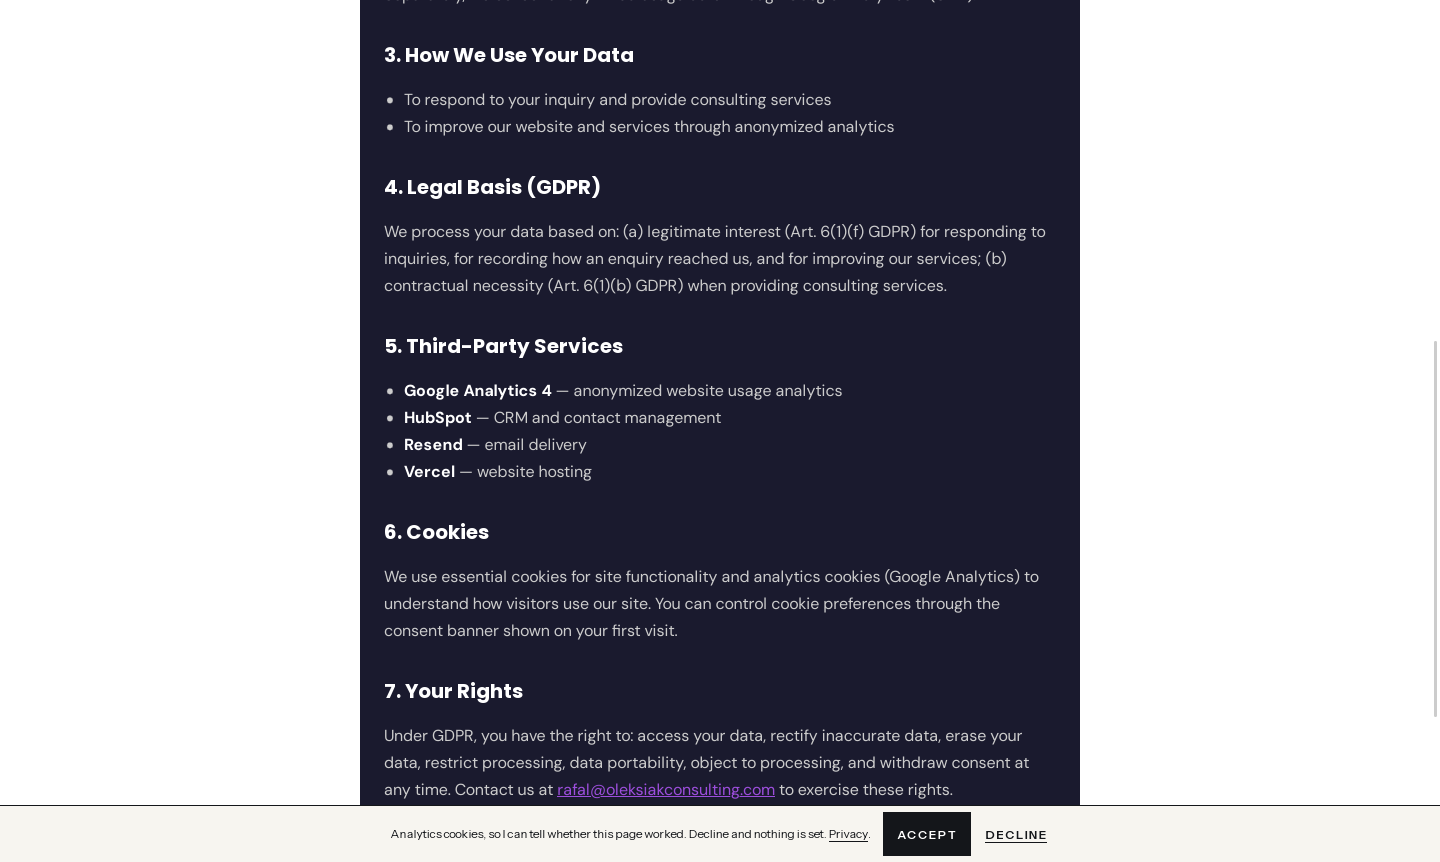 3. How We Use Your Data
To respond to your inquiry and provide consulting services
To improve our website and services through anonymized analytics
4. Legal Basis (GDPR)
We process your data based on: (a) legitimate interest (Art. 6(1)(f) GDPR) for responding to
inquiries, for recording how an enquiry reached us, and for improving our services; (b)
contractual necessity (Art. 6(1)(b) GDPR) when providing consulting services.
5. Third-Party Services
Google Analytics 4 — anonymized website usage analytics
HubSpot — CRM and contact management
Resend — email delivery
Vercel — website hosting
6. Cookies
We use essential cookies for site functionality and analytics cookies (Google Analytics) to
understand how visitors use our site. You can control cookie preferences through the
consent banner shown on your first visit.
7. Your Rights
Under GDPR, you have the right to: access your data, rectify inaccurate data, erase your
data, restrict processing, data portability, object to processing, and withdraw consent at
any time. Contact us at rafal@oleksiakconsulting.com to exercise these rights.
Analytics cookies, so I can tell whether this page worked. Decline and nothing is set. Privacy. ACCEPT DECLINE